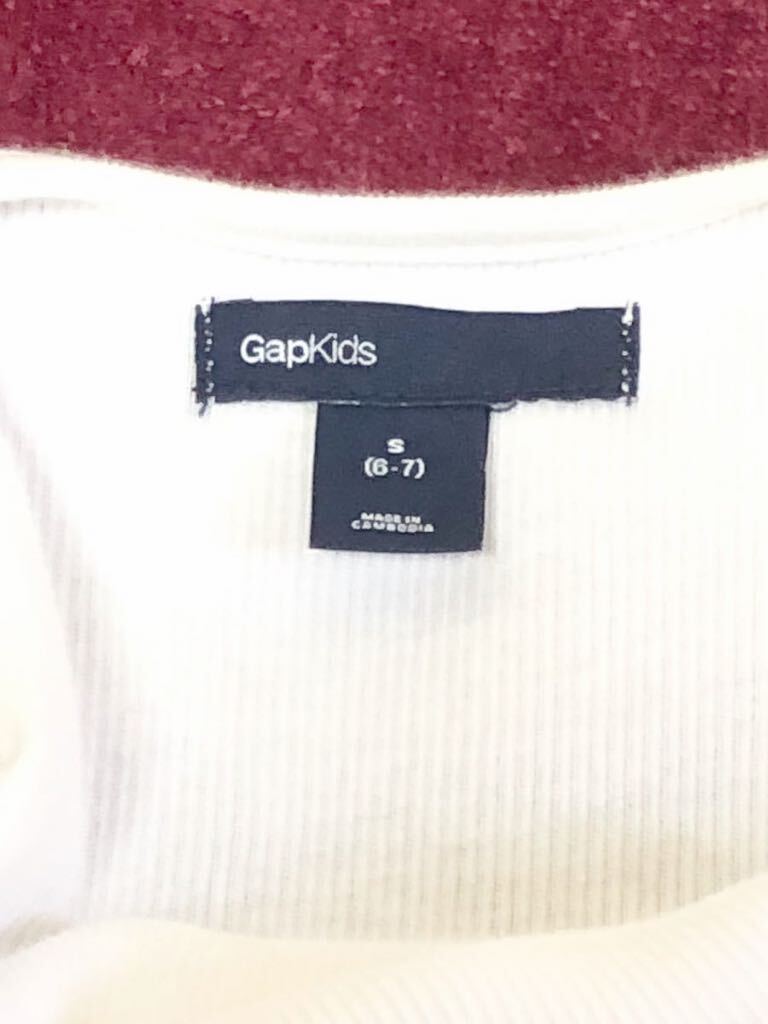 GapKids
S
(6-7)
MADE IN
CAMBODIA